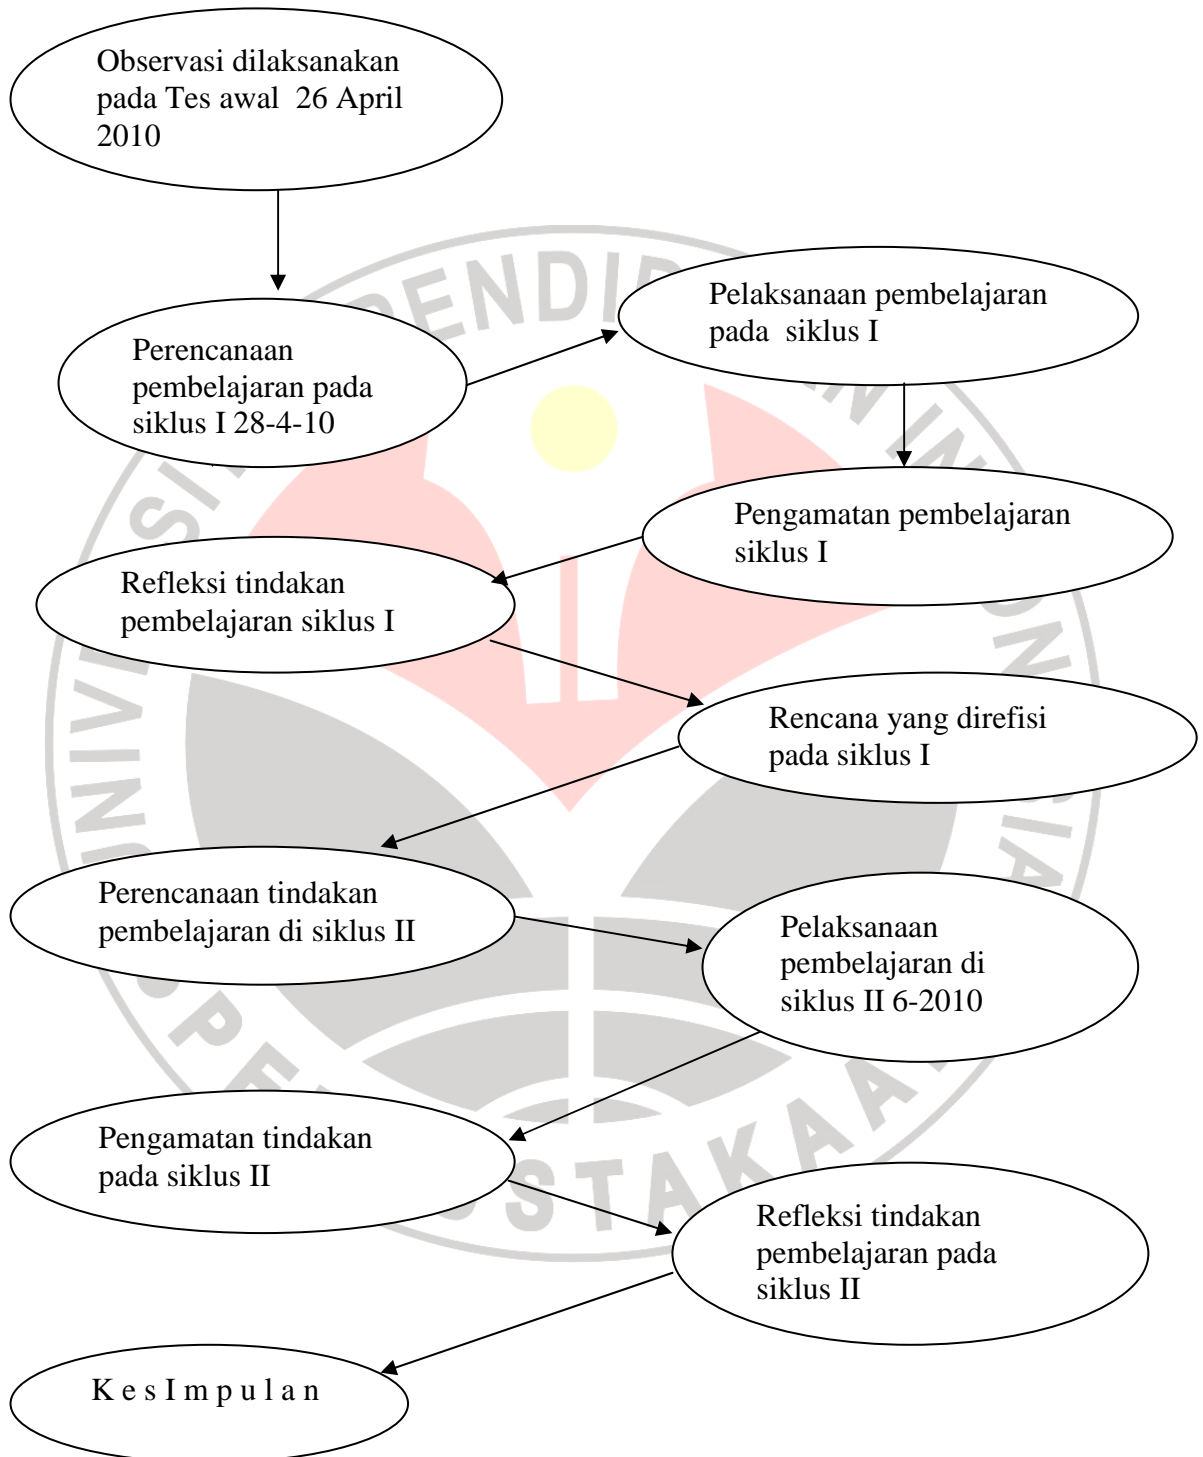 Observasi dilaksanakan
pada Tes awal  26 April
2010
Pelaksanaan pembelajaran
pada  siklus I
Perencanaan
pembelajaran pada
siklus I 28-4-10
Pengamatan pembelajaran
siklus I
Refleksi tindakan
pembelajaran siklus I
Rencana yang direfisi
pada siklus I
Perencanaan tindakan
pembelajaran di siklus II
Pelaksanaan
pembelajaran di
siklus II 6-2010
Pengamatan tindakan
pada siklus II
Refleksi tindakan
pembelajaran pada
siklus II
K e s I m p u l a n